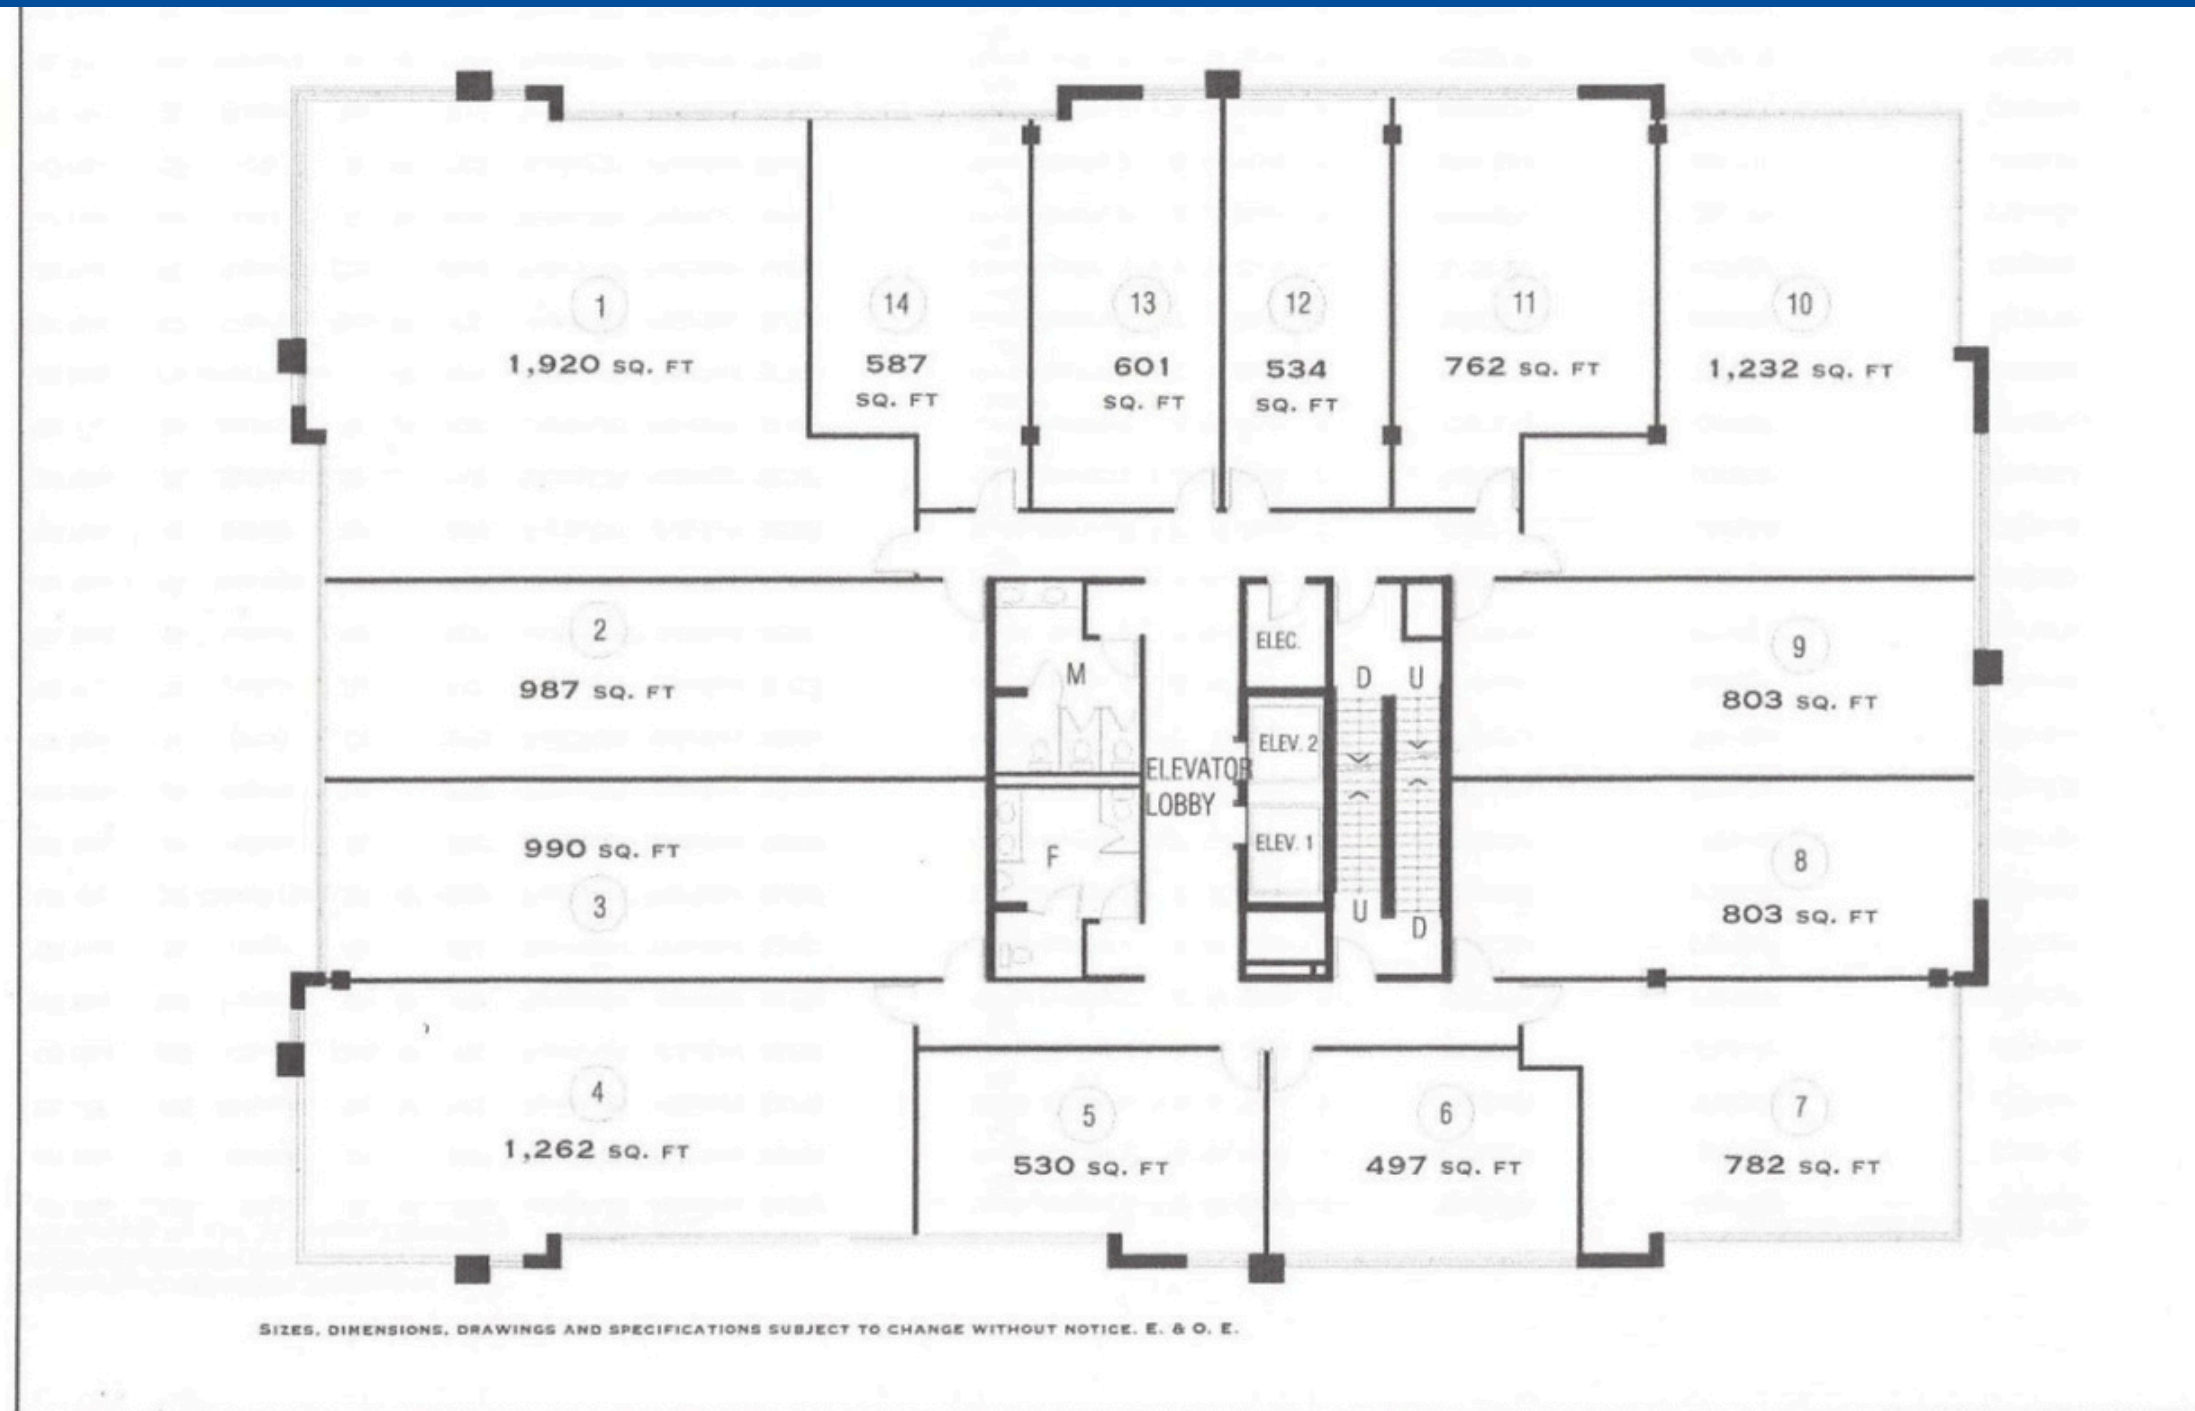 1
1,920 SQ. FT
14
587
SQ. FT
13
601
SQ. FT
12
534
SQ. FT
11
762 SQ. FT
10
1,232 SQ. FT
2
987 SQ. FT
M
ELEC.
D U
9
803 SQ. FT
ELEV. 2
ELEVATOR
LOBBY
990 SQ. FT
3
F
ELEV. 1
U D
8
803 SQ. FT
4
1,262 SQ. FT
5
530 SQ. FT
6
497 SQ. FT
7
782 SQ. FT
SIZES, DIMENSIONS, DRAWINGS AND SPECIFICATIONS SUBJECT TO CHANGE WITHOUT NOTICE. E. & O. E.